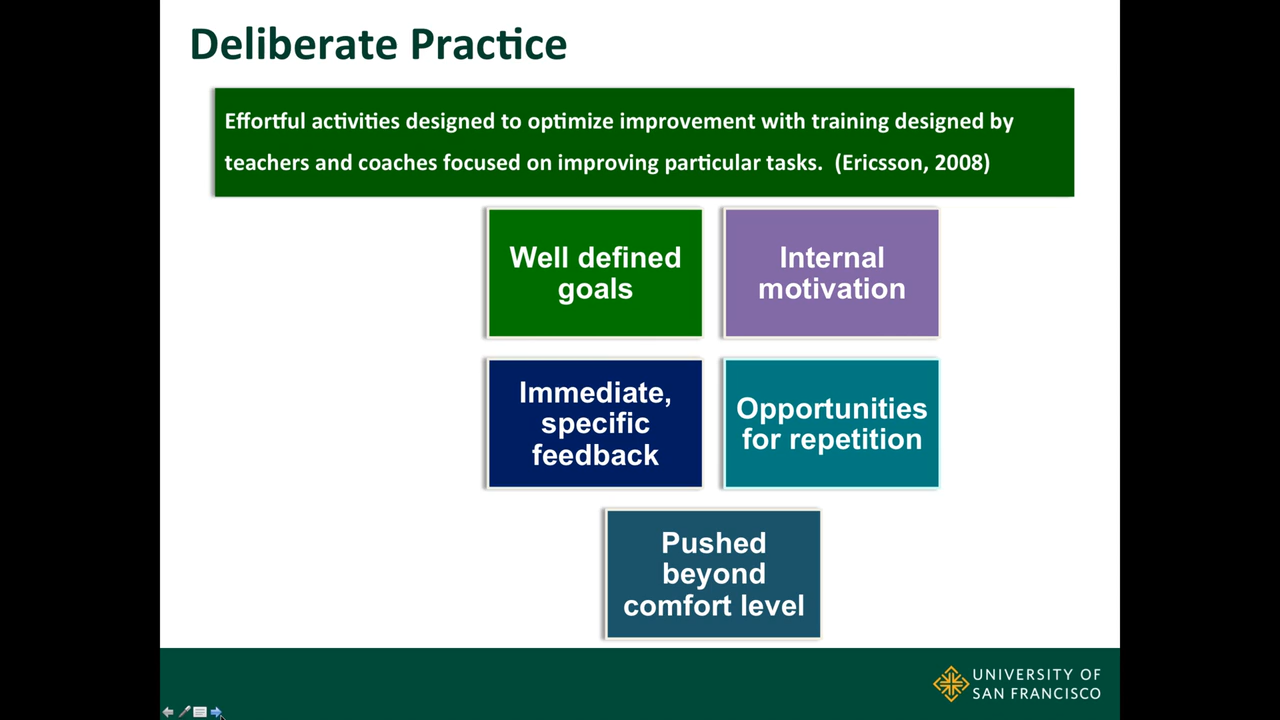 Deliberate Practice
Effortful activities designed to optimize improvement with training designed by
teachers and coaches focused on improving particular tasks.  (Ericsson, 2008)
Well defined
goals
Internal
motivation
Immediate,
specific
feedback
Opportunities
for repetition
Pushed
beyond
comfort level
UNIVERSITY OF
SAN FRANCISCO